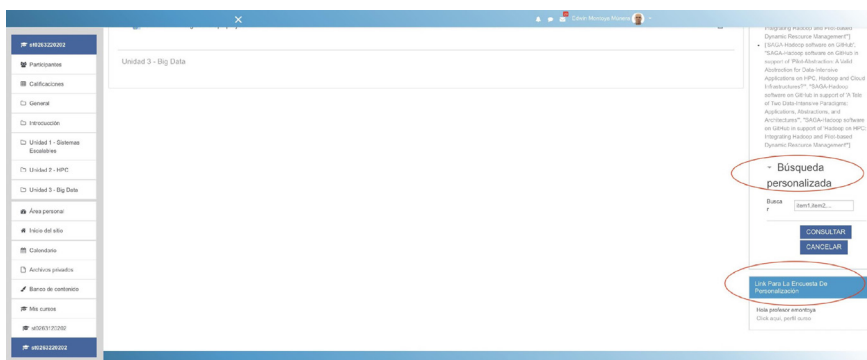 Edwin Montoya Munera
st0263220202
Participantes
Calificaciones
General
Introducción
Unidad 1 - Sistemas
Escalables
Unidad 2 - HPC
Unidad 3 - Big Data
Área personal
Inicio del sitio
Calendario
Archivos privados
Banco de contenido
Mis cursos
st0263220202
Unidad 3 - Big Data
Integrating Hadoop and Pilot-based
Dynamic Resource Management"]
["SAGA-Hadoop software on GitHub",
"SAGA-Hadoop software on GitHub in
support of 'Pilot-Abstraction: A Valid
Abstraction for Data-Intensive
Applications on HPC, Hadoop and Cloud
Infrastructures?'", "SAGA-Hadoop
software on GitHub in support of 'A Tale
of Two Data-Intensive Paradigms:
Applications, Abstractions, and
Architectures'", "SAGA-Hadoop software
on GitHub in support of 'Hadoop on HPC:
Integrating Hadoop and Pilot-based
Dynamic Resource Management'"]
- Búsqueda
personalizada
Busca
r
item1,item2,...
CONSULTAR
CANCELAR
Link Para La Encuesta De
Personalización
Hola profesor emontoya
Click aquí, perfil curso